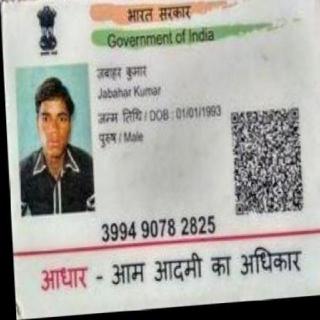 भारत सरकार
Government of India
जबाहर कुमार
Jabahar Kumar
जन्म तिथि / DOB : 01/01/1993
पुरुष / Male
3994 9078 2825
आधार - आम आदमी का अधिकार